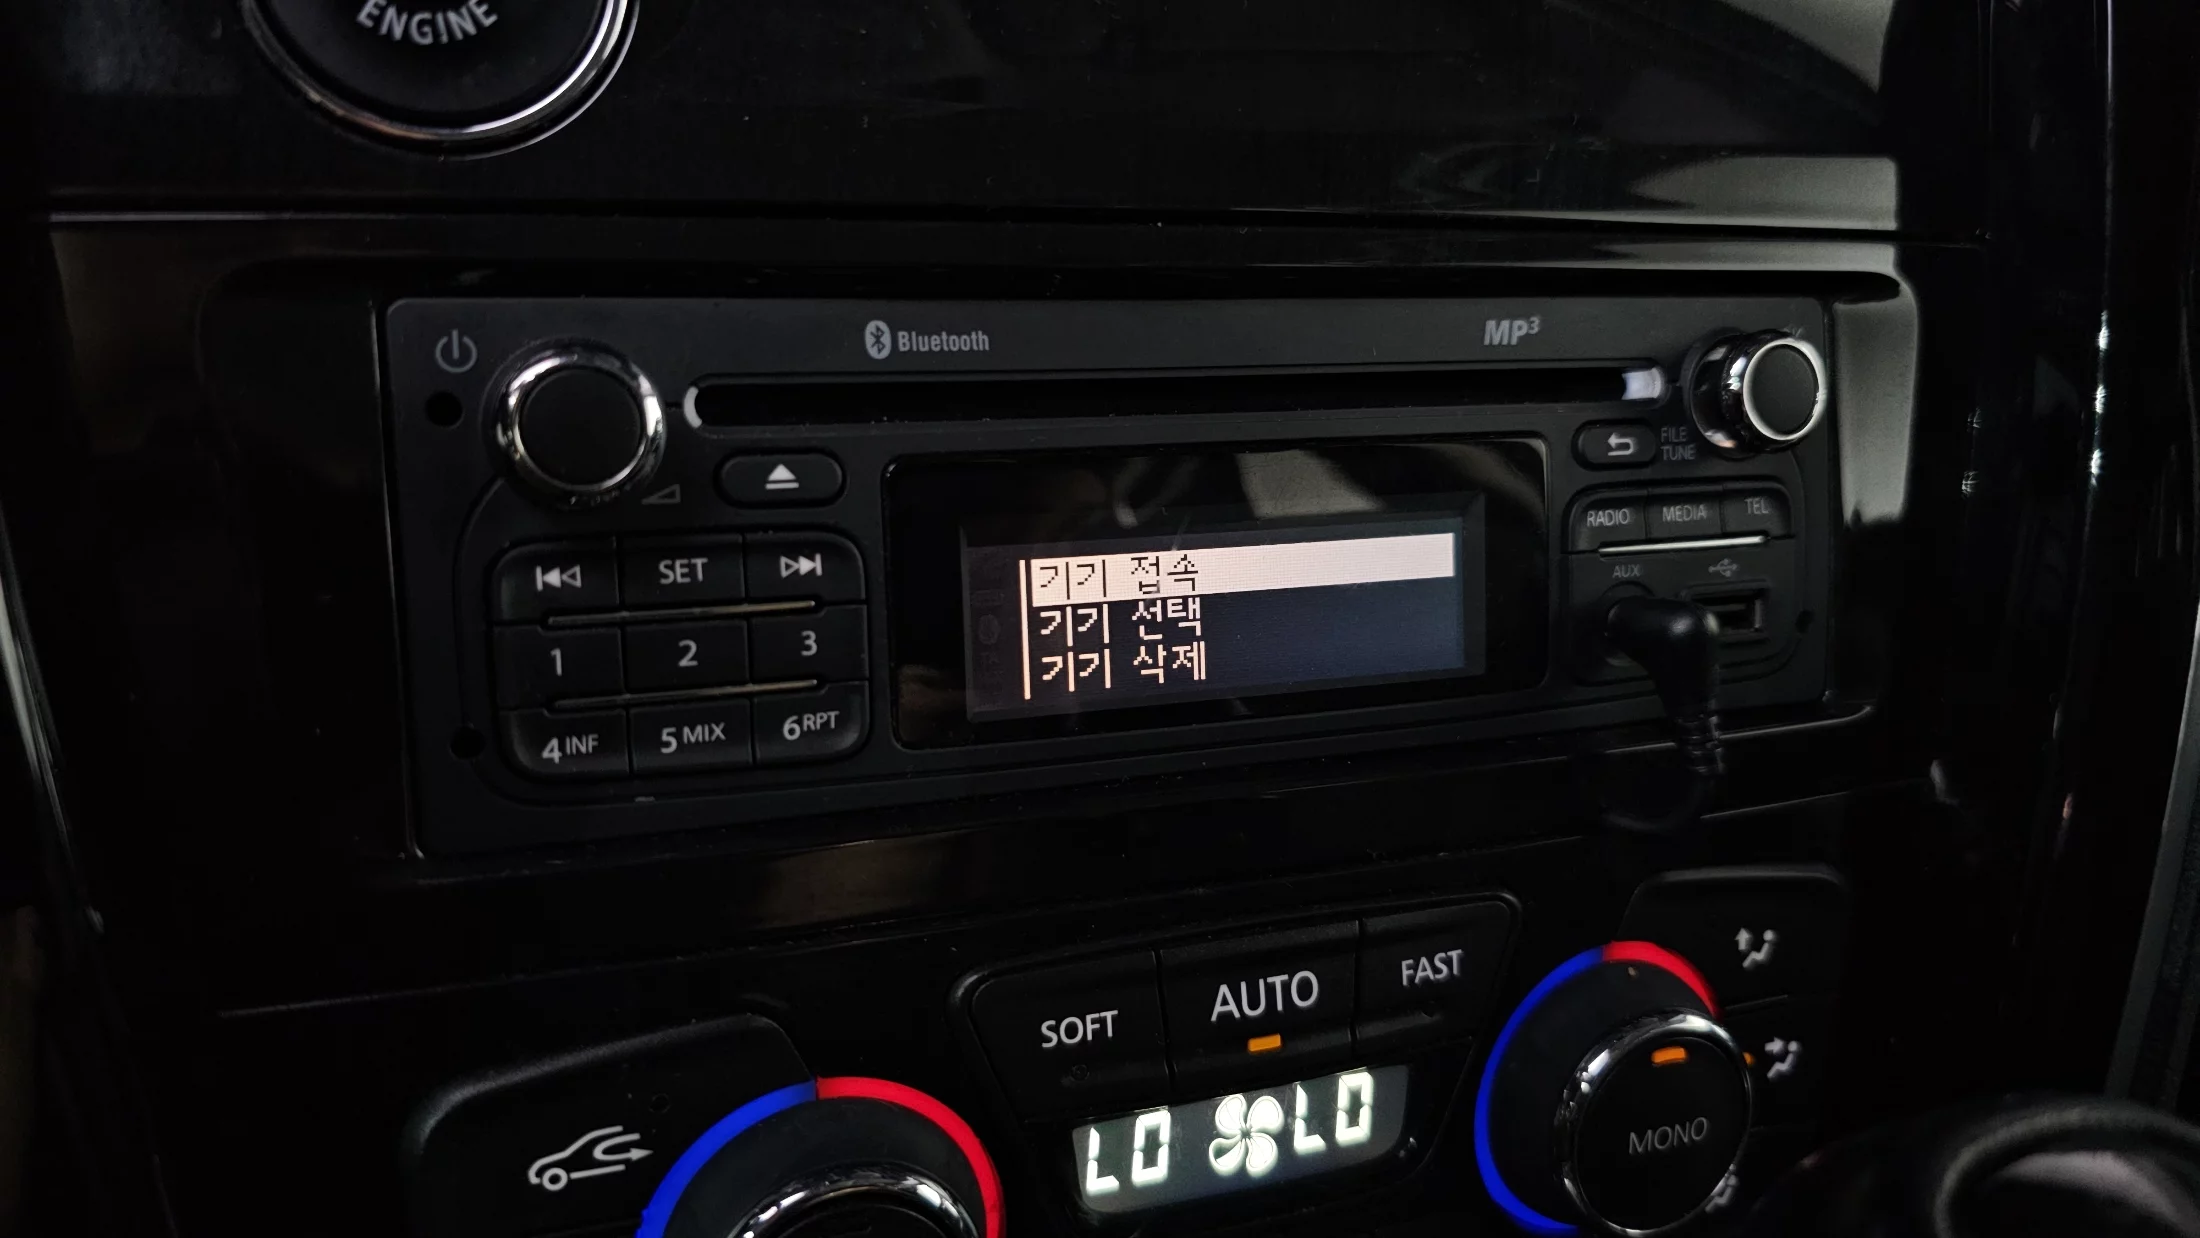 ENGINE
Bluetooth
MP3
FILE
TUNE
RADIO MEDIA TEL
SET
AUX
기기 접속
기기 선택
기기 삭제
1 2 3
4 INF 5 MIX 6 RPT
SOFT AUTO FAST
LO LO
MONO